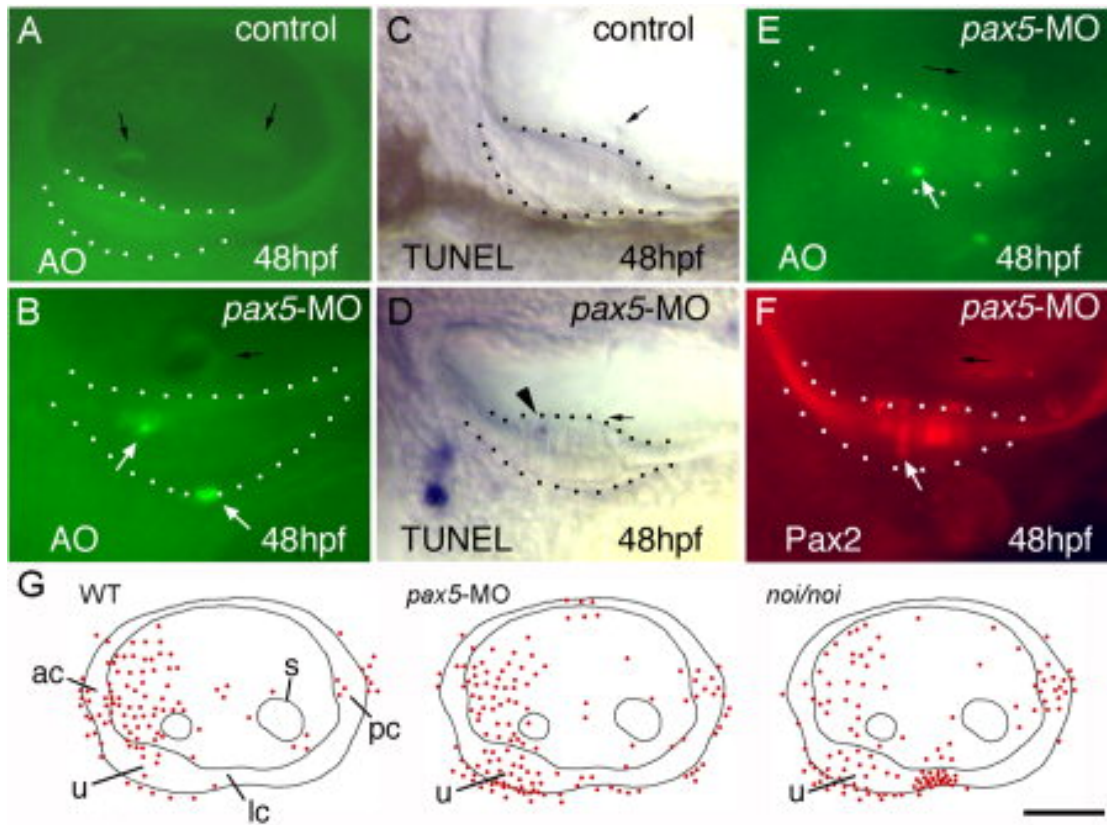 A
control
AO
48hpf
B
pax5-MO
AO
48hpf
C
control
TUNEL
48hpf
D
pax5-MO
TUNEL
48hpf
E
pax5-MO
AO
48hpf
F
pax5-MO
Pax2
48hpf
G
WT
ac
s
pc
u
lc
pax5-MO
u
noi/noi
u